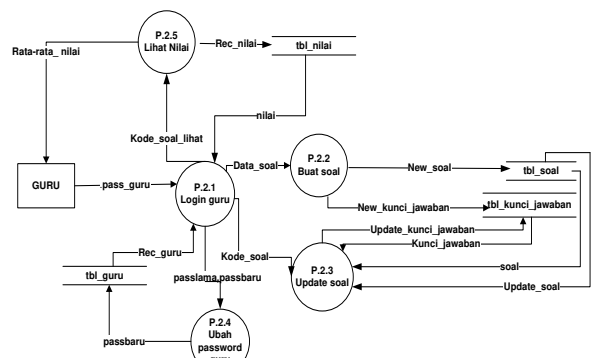 P.2.5
Lihat Nilai
Rec_nilai
tbl_nilai
Rata-rata_ nilai
nilai
Kode_soal_lihat
Data_soal
P.2.2
Buat soal
New_soal
tbl_soal
GURU
pass_guru
P.2.1
Login guru
New_kunci_jawaban
tbl_kunci_jawaban
Update_kunci_jawaban
Kunci_jawaban
Rec_guru
Kode_soal
tbl_guru
passlama,passbaru
P.2.3
Update soal
soal
Update_soal
P.2.4
Ubah
password
passbaru